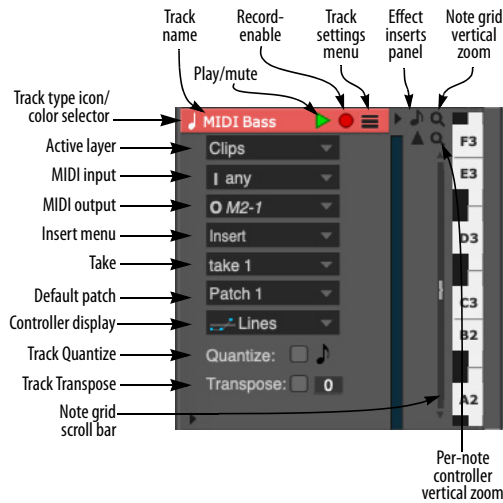 Track
name
Record-
enable
Track
settings
menu
Effect
inserts
panel
Note grid
vertical
zoom
Play/mute
Track type icon/
color selector
MIDI Bass
Active layer
Clips
F3
MIDI input
I any
E3
MIDI output
O M2-1
Insert menu
Insert
D3
Take
take 1
Default patch
Patch 1
C3
Controller display
Lines
B2
Track Quantize
Quantize:
Track Transpose
Transpose: 0
A2
Note grid
scroll bar
Per-note
controller
vertical zoom